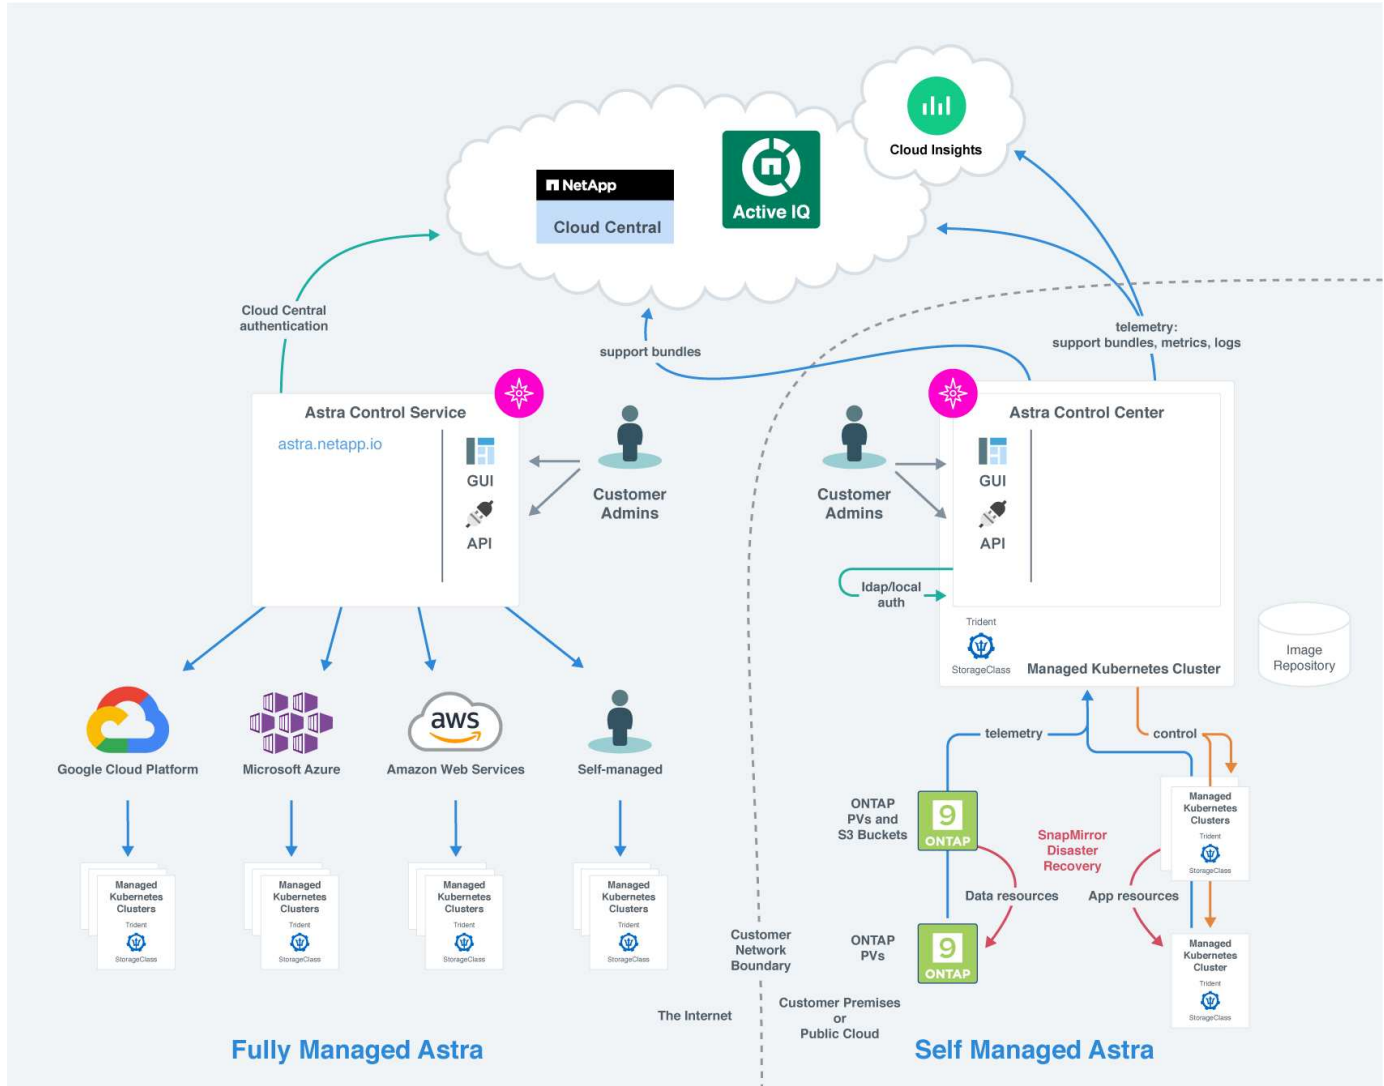 Cloud Insights
NetApp
Cloud Central
Active IQ
Cloud Central
authentication
support bundles
telemetry:
support bundles, metrics, logs
Astra Control Service
astra.netapp.io
GUI
API
Customer
Admins
Customer
Admins
Astra Control Center
GUI
API
ldap/local
auth
Trident
StorageClass
Managed Kubernetes Cluster
Image
Repository
Google Cloud Platform
Microsoft Azure
aws
Amazon Web Services
Self-managed
Managed
Kubernetes
Clusters
Trident
StorageClass
Managed
Kubernetes
Clusters
Trident
StorageClass
Managed
Kubernetes
Clusters
Trident
StorageClass
Managed
Kubernetes
Clusters
Trident
StorageClass
telemetry
control
ONTAP
PVs and
S3 Buckets
9
ONTAP
SnapMirror
Disaster
Recovery
Managed
Kubernetes
Clusters
Trident
StorageClass
Data resources
App resources
ONTAP
PVs
9
ONTAP
Managed
Kubernetes
Cluster
Trident
StorageClass
Customer
Network
Boundary
The Internet
Customer Premises
or
Public Cloud
Fully Managed Astra
Self Managed Astra